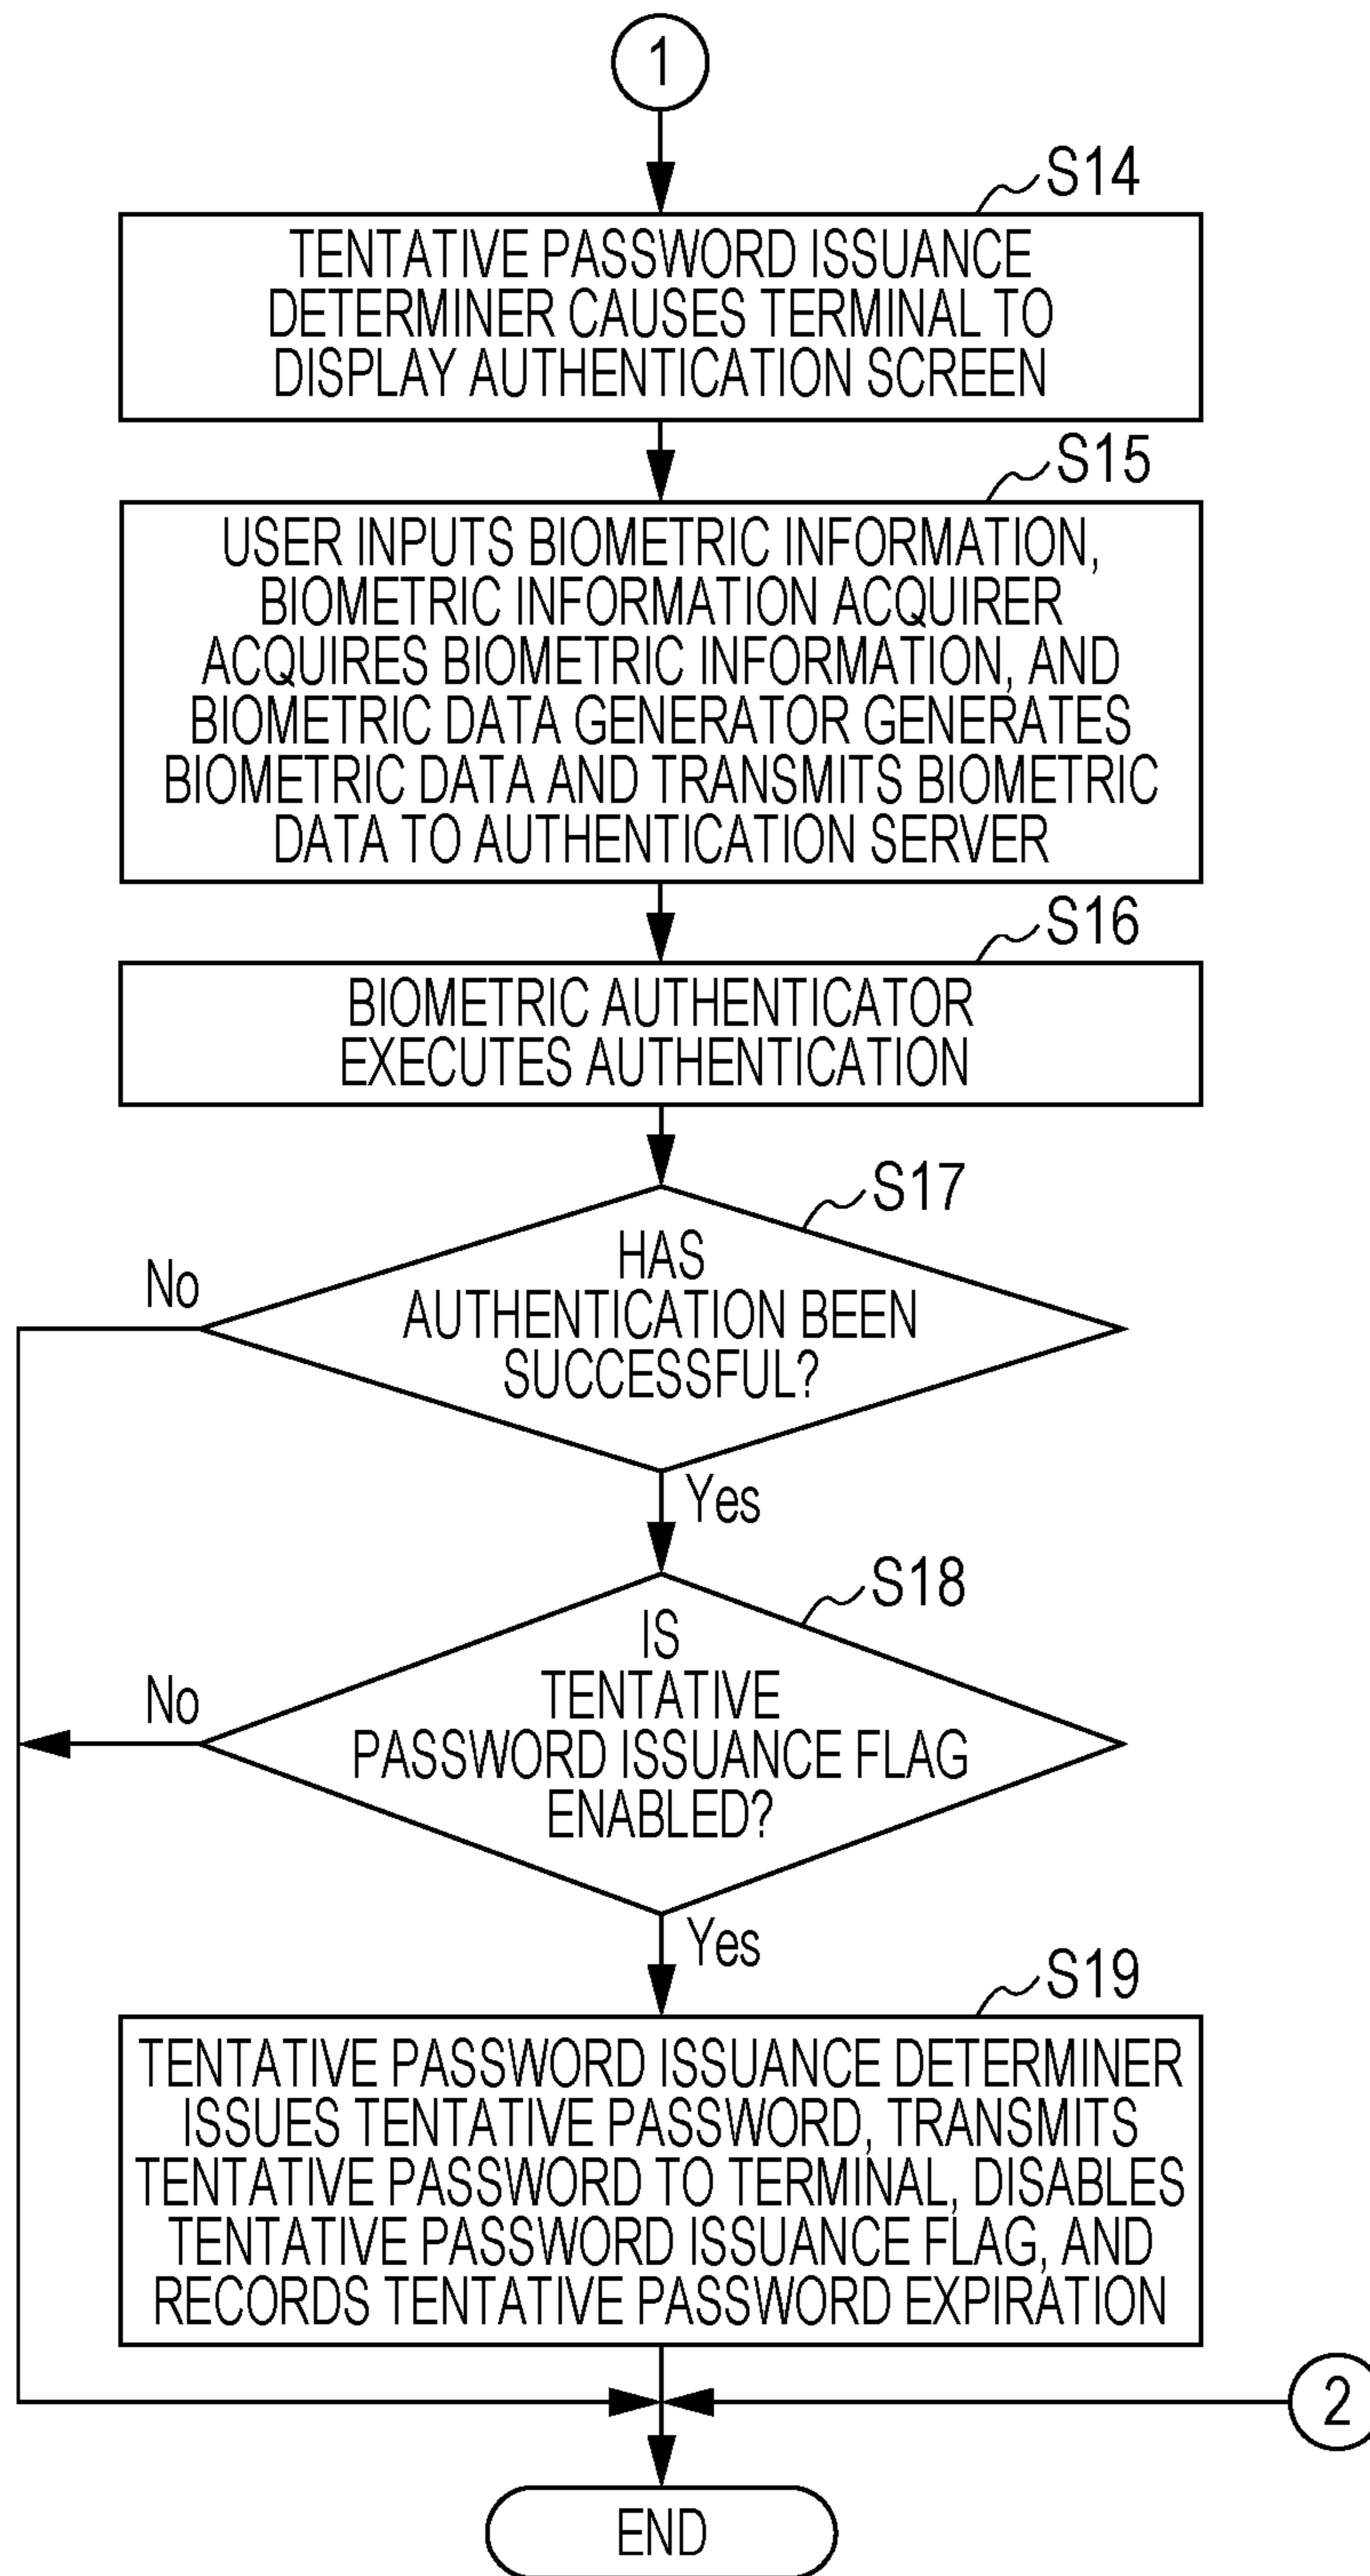 1
S14
TENTATIVE PASSWORD ISSUANCE
DETERMINER CAUSES TERMINAL TO
DISPLAY AUTHENTICATION SCREEN
S15
USER INPUTS BIOMETRIC INFORMATION,
BIOMETRIC INFORMATION ACQUIRER
ACQUIRES BIOMETRIC INFORMATION, AND
BIOMETRIC DATA GENERATOR GENERATES
BIOMETRIC DATA AND TRANSMITS BIOMETRIC
DATA TO AUTHENTICATION SERVER
S16
BIOMETRIC AUTHENTICATOR
EXECUTES AUTHENTICATION
S17
HAS
AUTHENTICATION BEEN
SUCCESSFUL?
No
Yes
S18
IS
TENTATIVE
PASSWORD ISSUANCE FLAG
ENABLED?
No
Yes
S19
TENTATIVE PASSWORD ISSUANCE DETERMINER
ISSUES TENTATIVE PASSWORD, TRANSMITS
TENTATIVE PASSWORD TO TERMINAL, DISABLES
TENTATIVE PASSWORD ISSUANCE FLAG, AND
RECORDS TENTATIVE PASSWORD EXPIRATION
2
END